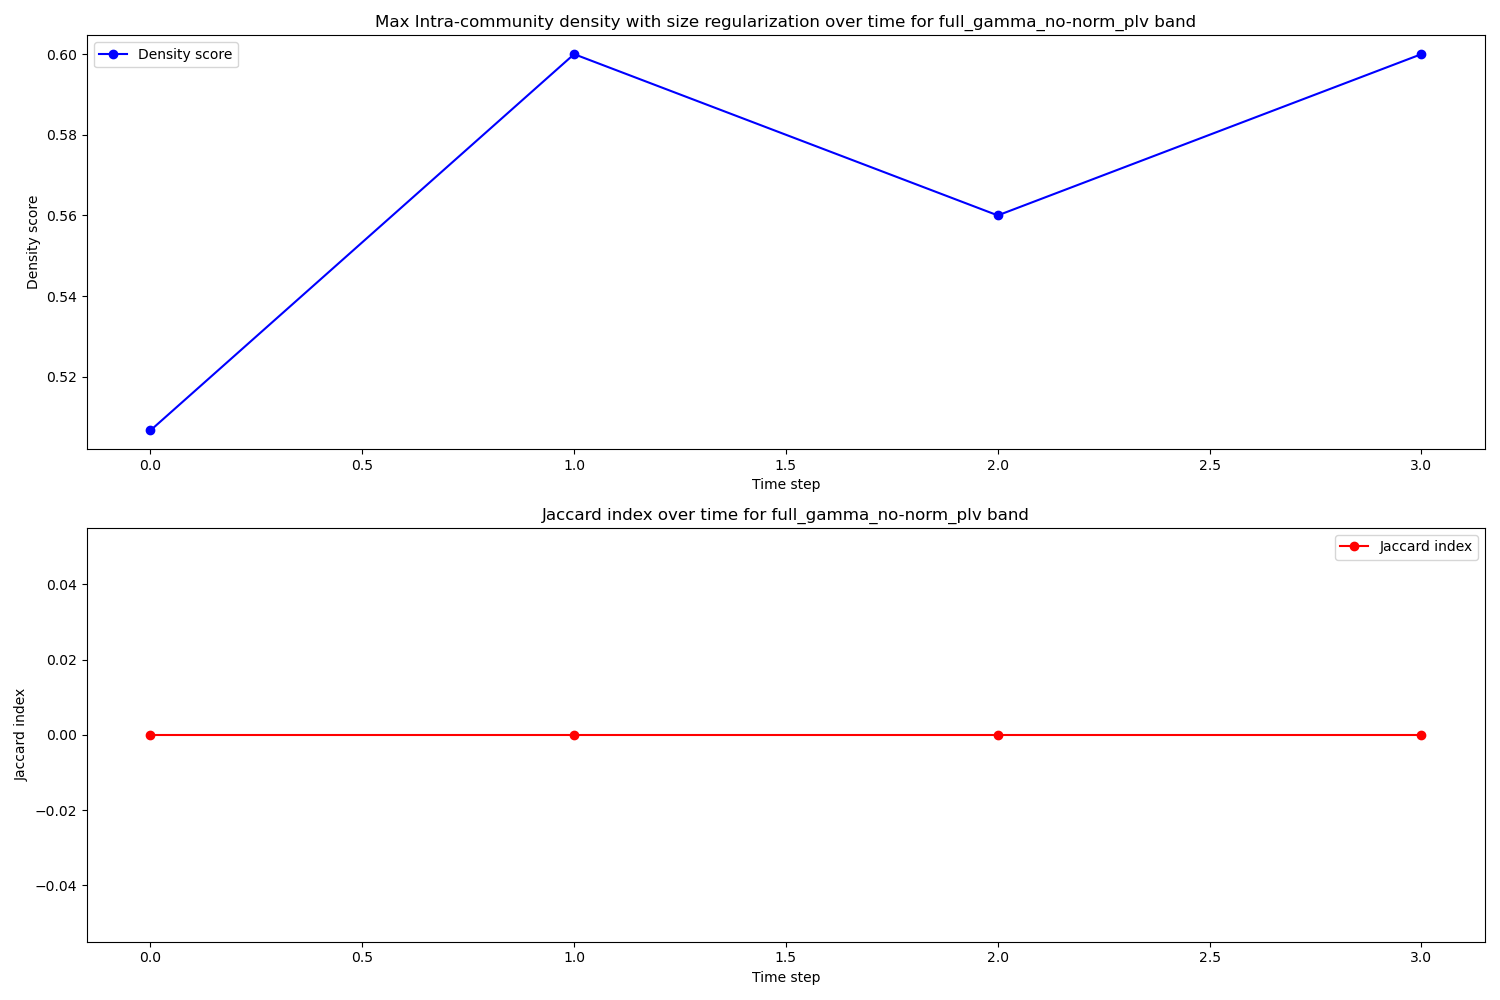 Max Intra-community density with size regularization over time for full_gamma_no-norm_plv band
Density score
0.60
0.58
0.56
0.54
0.52
Density score
0.0 0.5 1.0 1.5 2.0 2.5 3.0
Time step
Jaccard index over time for full_gamma_no-norm_plv band
Jaccard index
0.04
0.02
0.00
−0.02
−0.04
Jaccard index
0.0 0.5 1.0 1.5 2.0 2.5 3.0
Time step